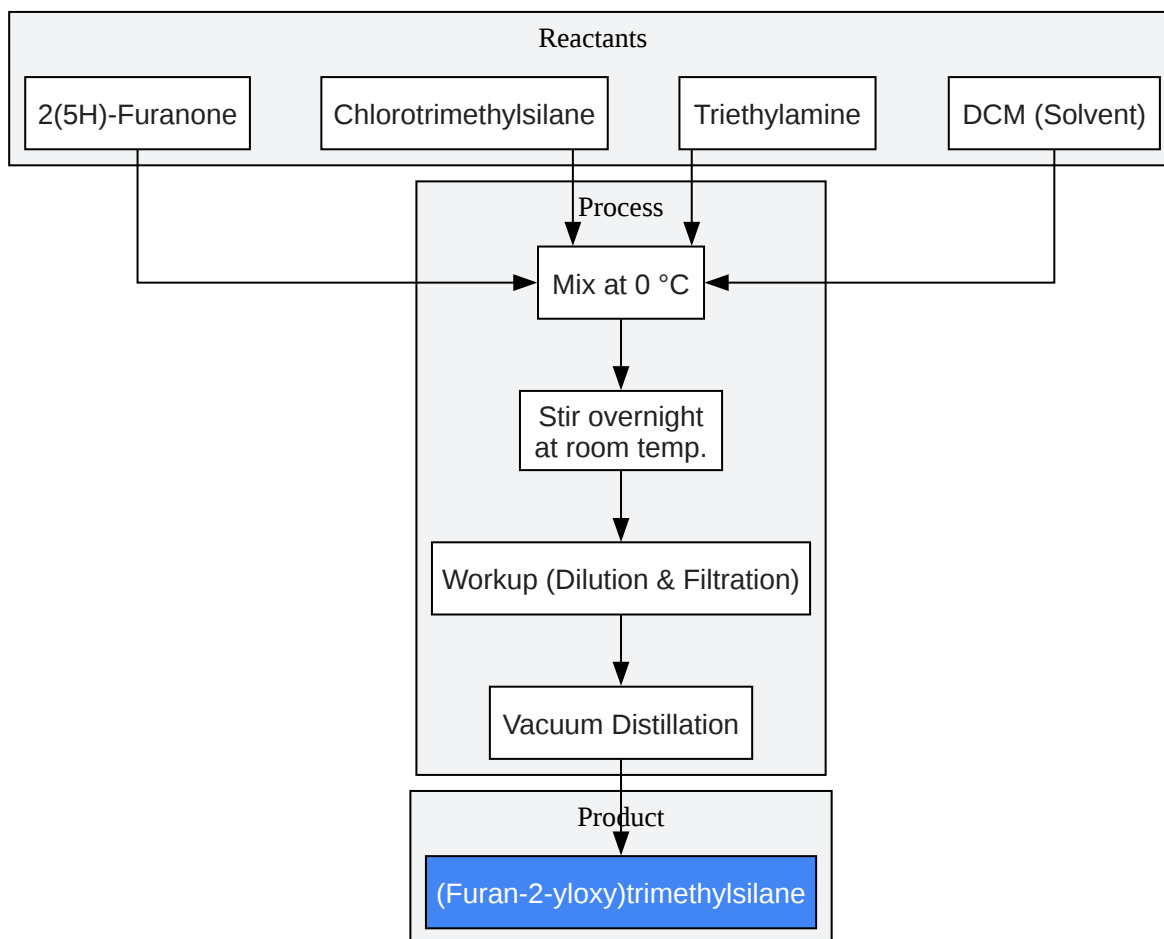 Reactants
2(5H)-Furanone
Chlorotrimethylsilane
Triethylamine
DCM (Solvent)
Process
Mix at 0 °C
Stir overnight
at room temp.
Workup (Dilution & Filtration)
Vacuum Distillation
Product
(Furan-2-yloxy)trimethylsilane